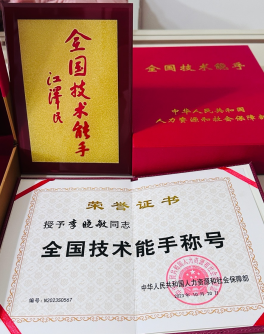 全国技术能手
江泽民
全国技术能手
中华人民共和国
人力资源和社会保障部
荣誉证书
授予李晓敏同志
全国技术能手称号
中华人民共和国人力资源和社会保障部